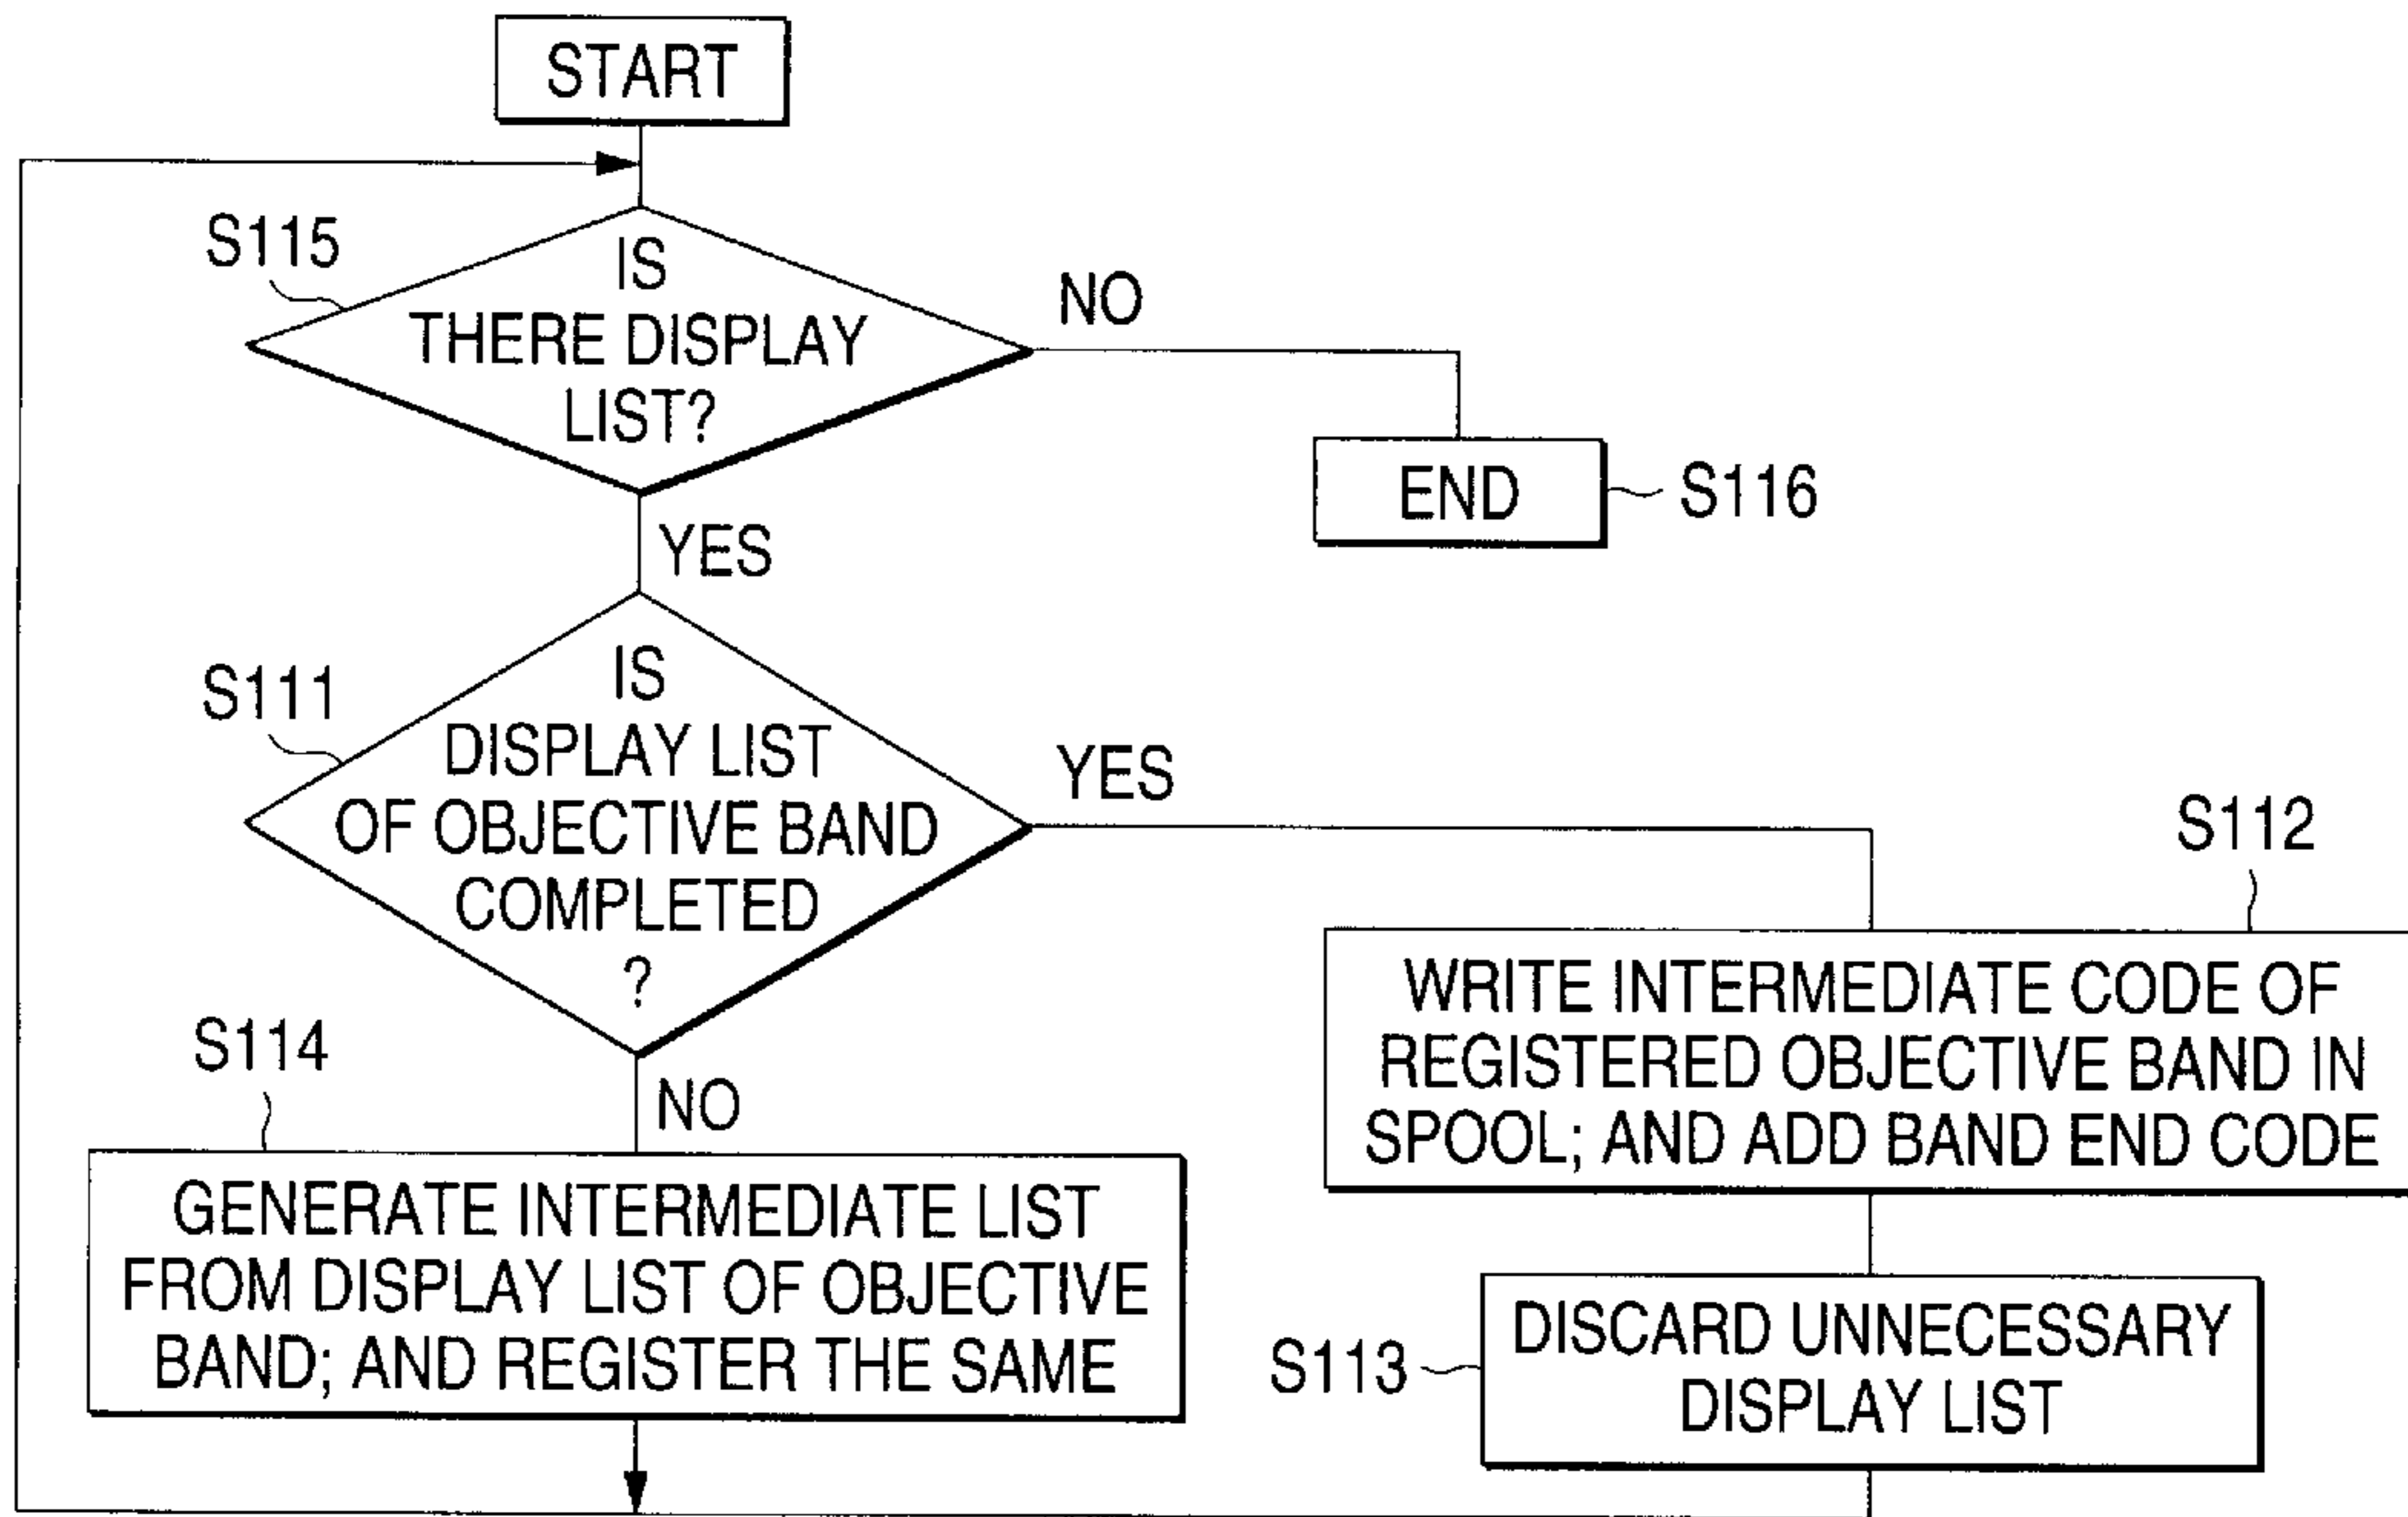 START
S115
IS
THERE DISPLAY
LIST?
NO
END
S116
YES
S111
IS
DISPLAY LIST
OF OBJECTIVE BAND
COMPLETED
?
YES
S112
WRITE INTERMEDIATE CODE OF
REGISTERED OBJECTIVE BAND IN
SPOOL; AND ADD BAND END CODE
S114
NO
GENERATE INTERMEDIATE LIST
FROM DISPLAY LIST OF OBJECTIVE
BAND; AND REGISTER THE SAME
S113
DISCARD UNNECESSARY
DISPLAY LIST